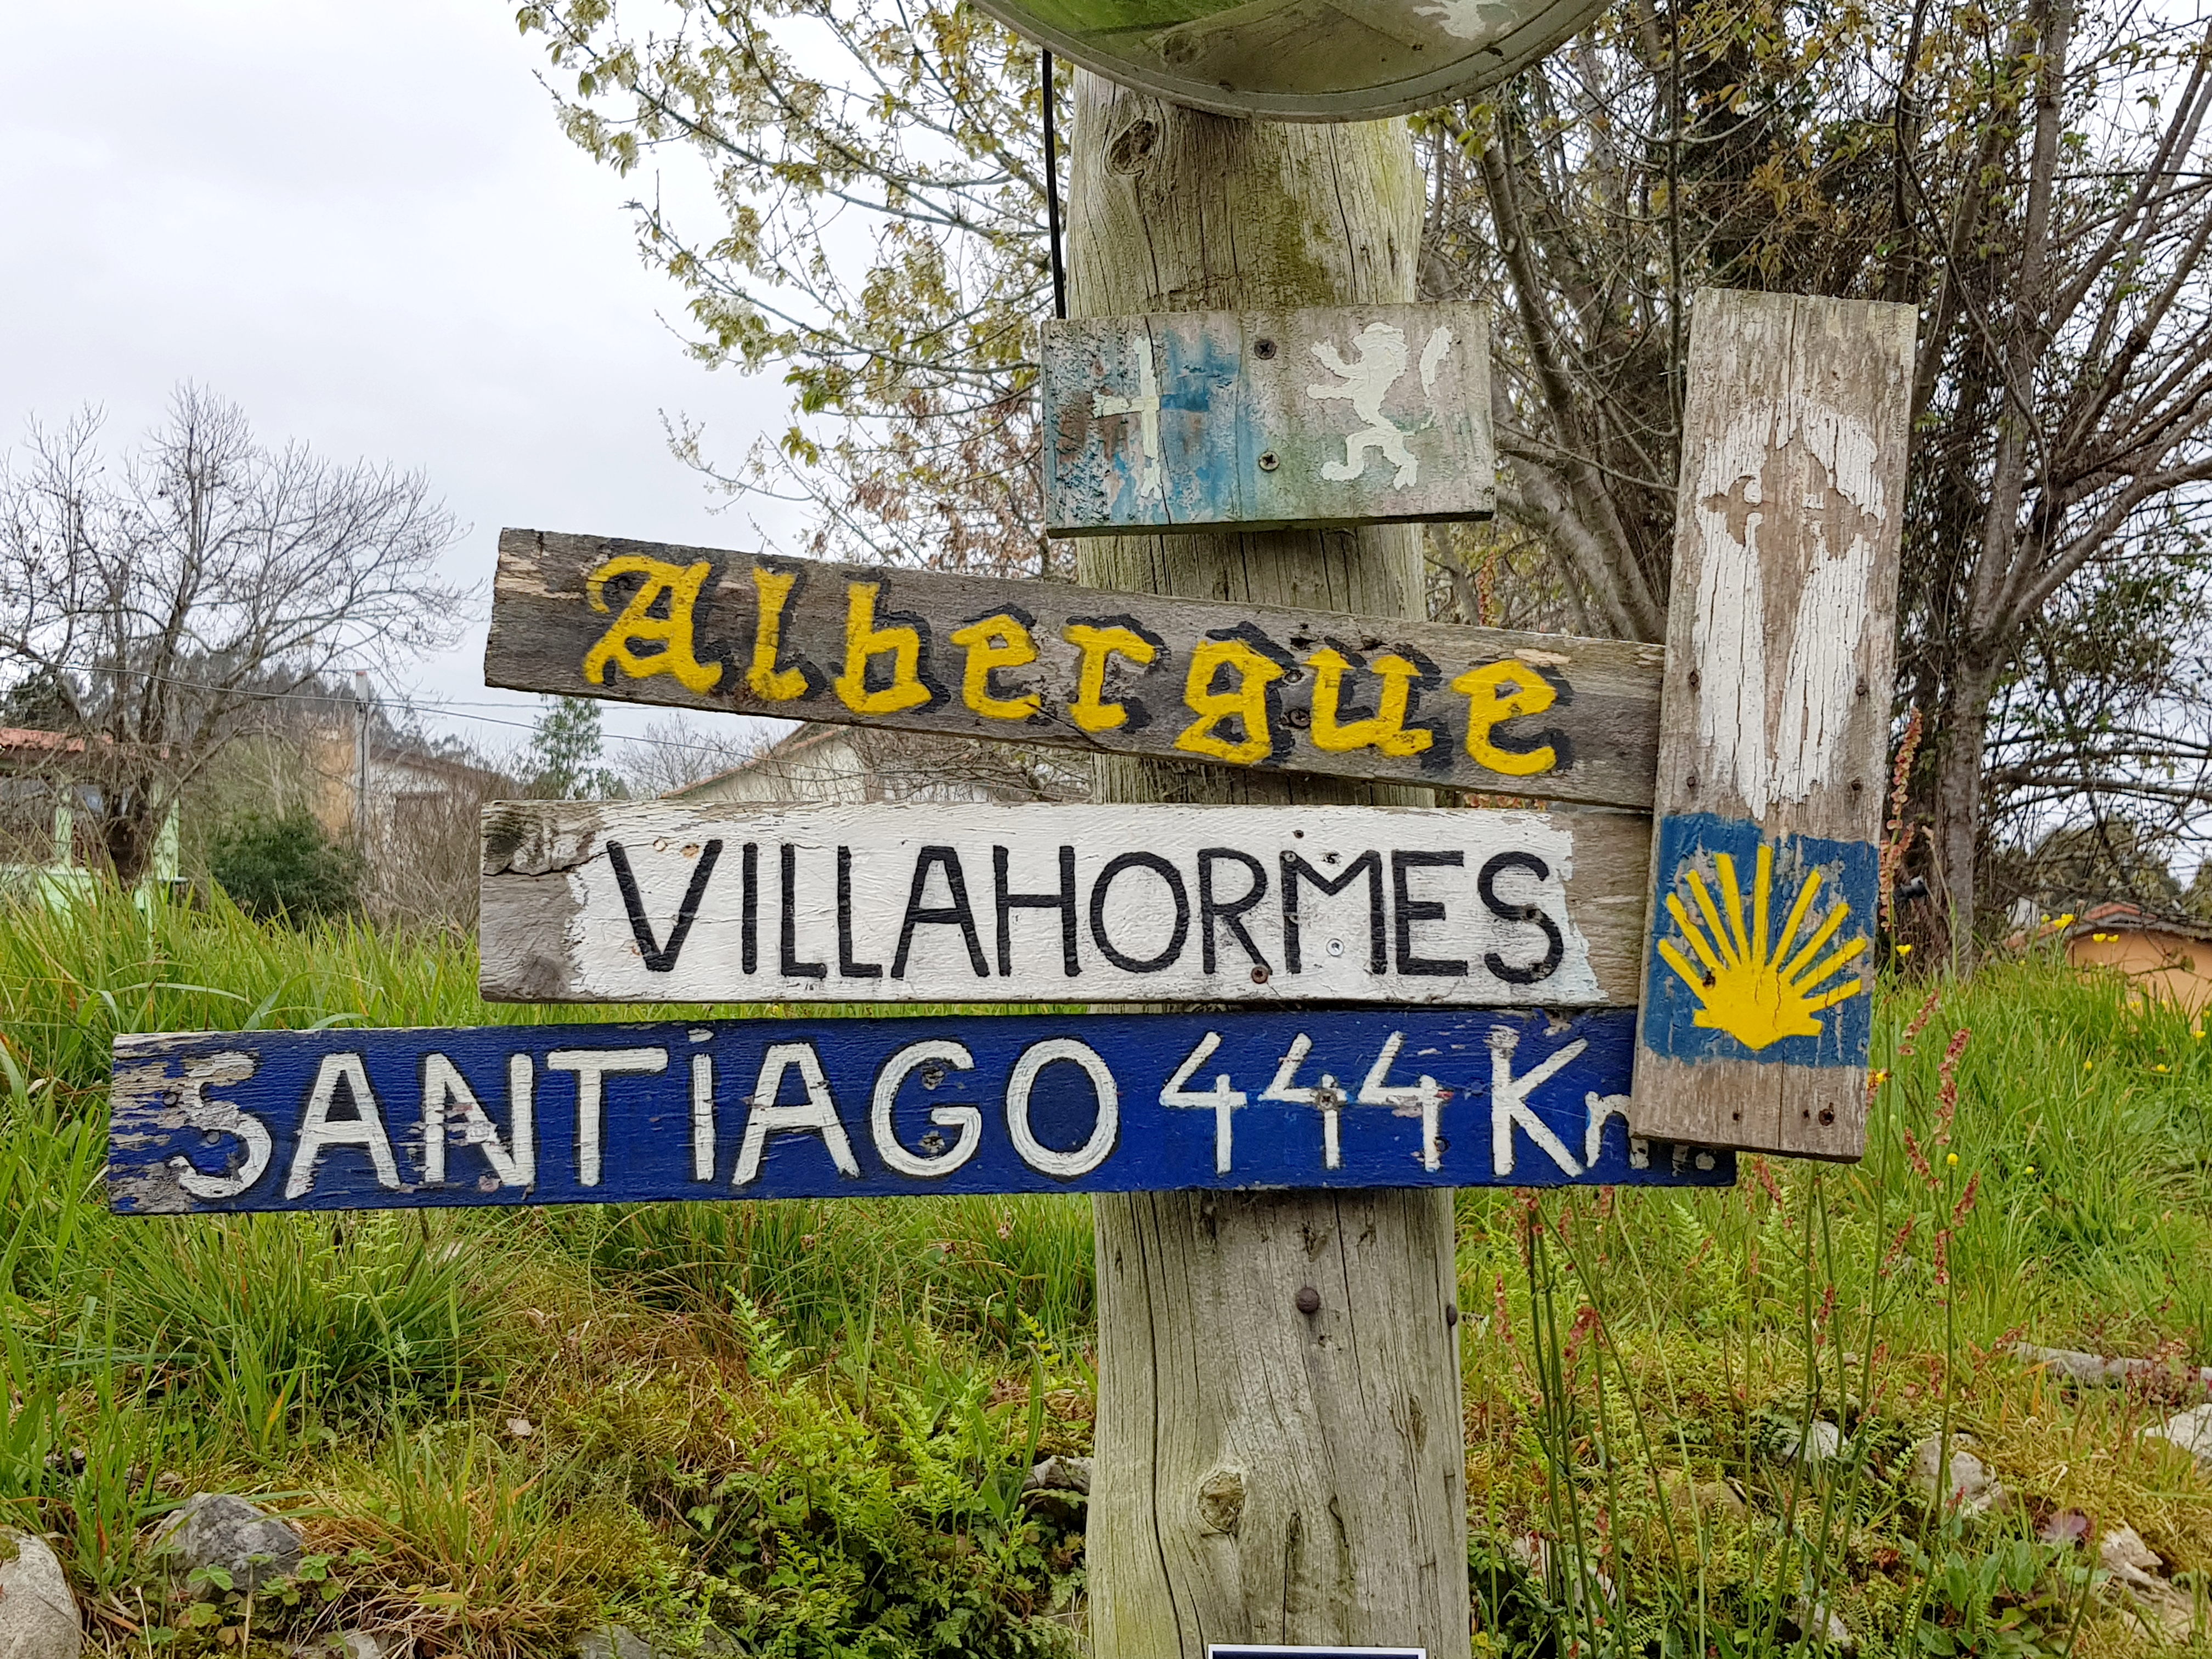 Albergue
VILLAHORMES
SANTiAGO 444 Km.